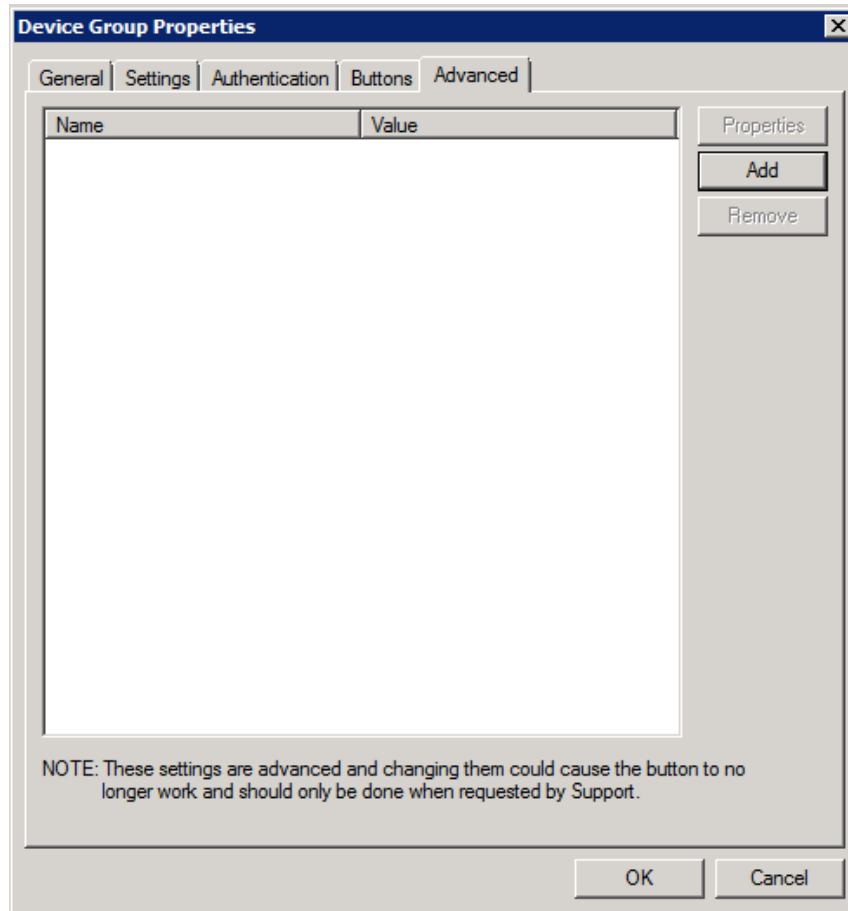 Device Group Properties
General Settings Authentication Buttons Advanced
Name Value
Properties
Add
Remove
NOTE: These settings are advanced and changing them could cause the button to no
longer work and should only be done when requested by Support.
OK Cancel